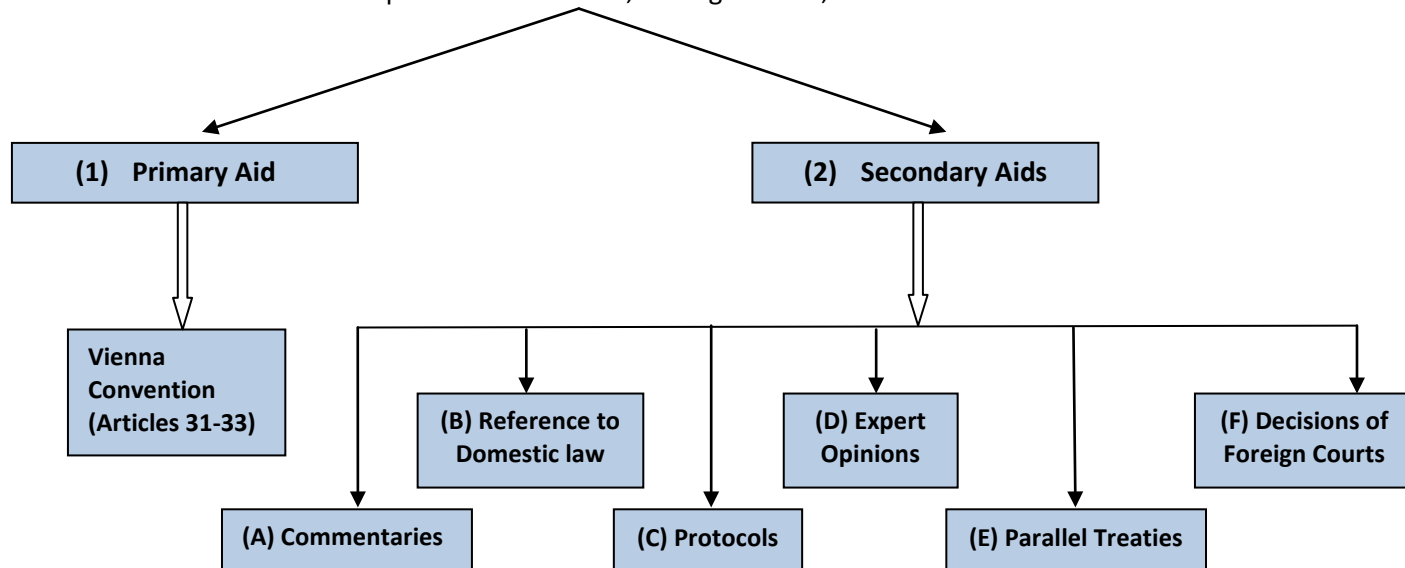 (1) Primary Aid
(2) Secondary Aids
Vienna
Convention
(Articles 31-33)
(B) Reference to
Domestic law
(D) Expert
Opinions
(F) Decisions of
Foreign Courts
(A) Commentaries
(C) Protocols
(E) Parallel Treaties